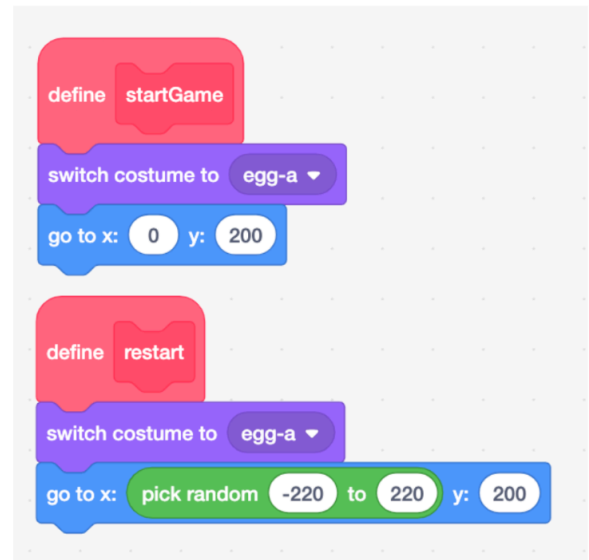 define startGame
switch costume to egg-a
go to x: 0 y: 200
define restart
switch costume to egg-a
go to x: pick random -220 to 220 y: 200